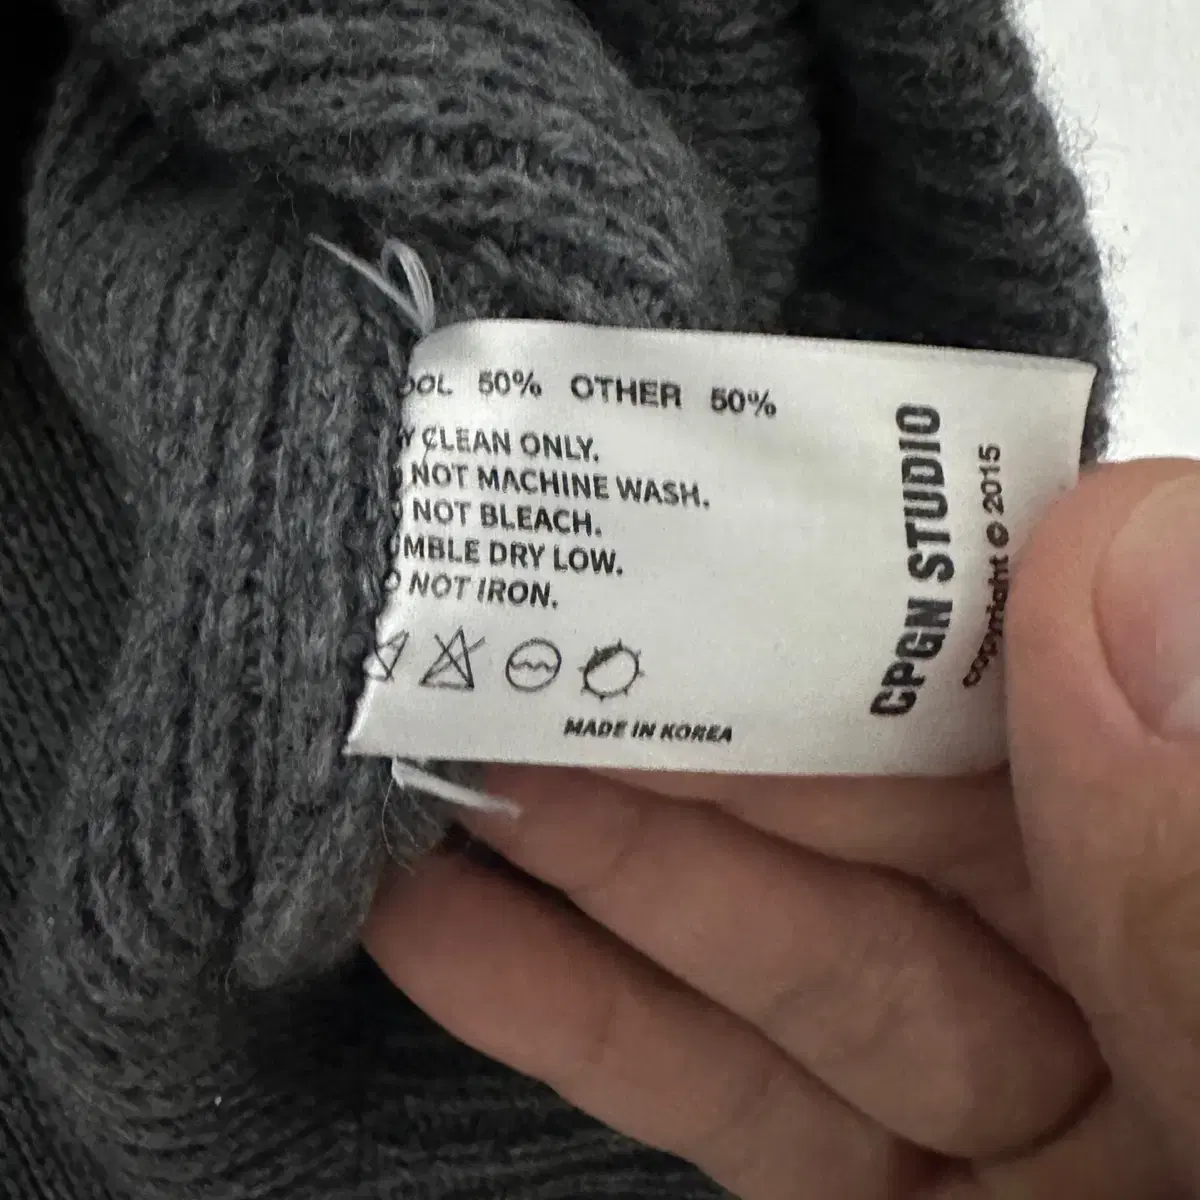 OOL 50% OTHER 50%
Y CLEAN ONLY.
NOT MACHINE WASH.
NOT BLEACH.
UMBLE DRY LOW.
O NOT IRON.
MADE IN KOREA
CPGN STUDIO
copyright © 2015